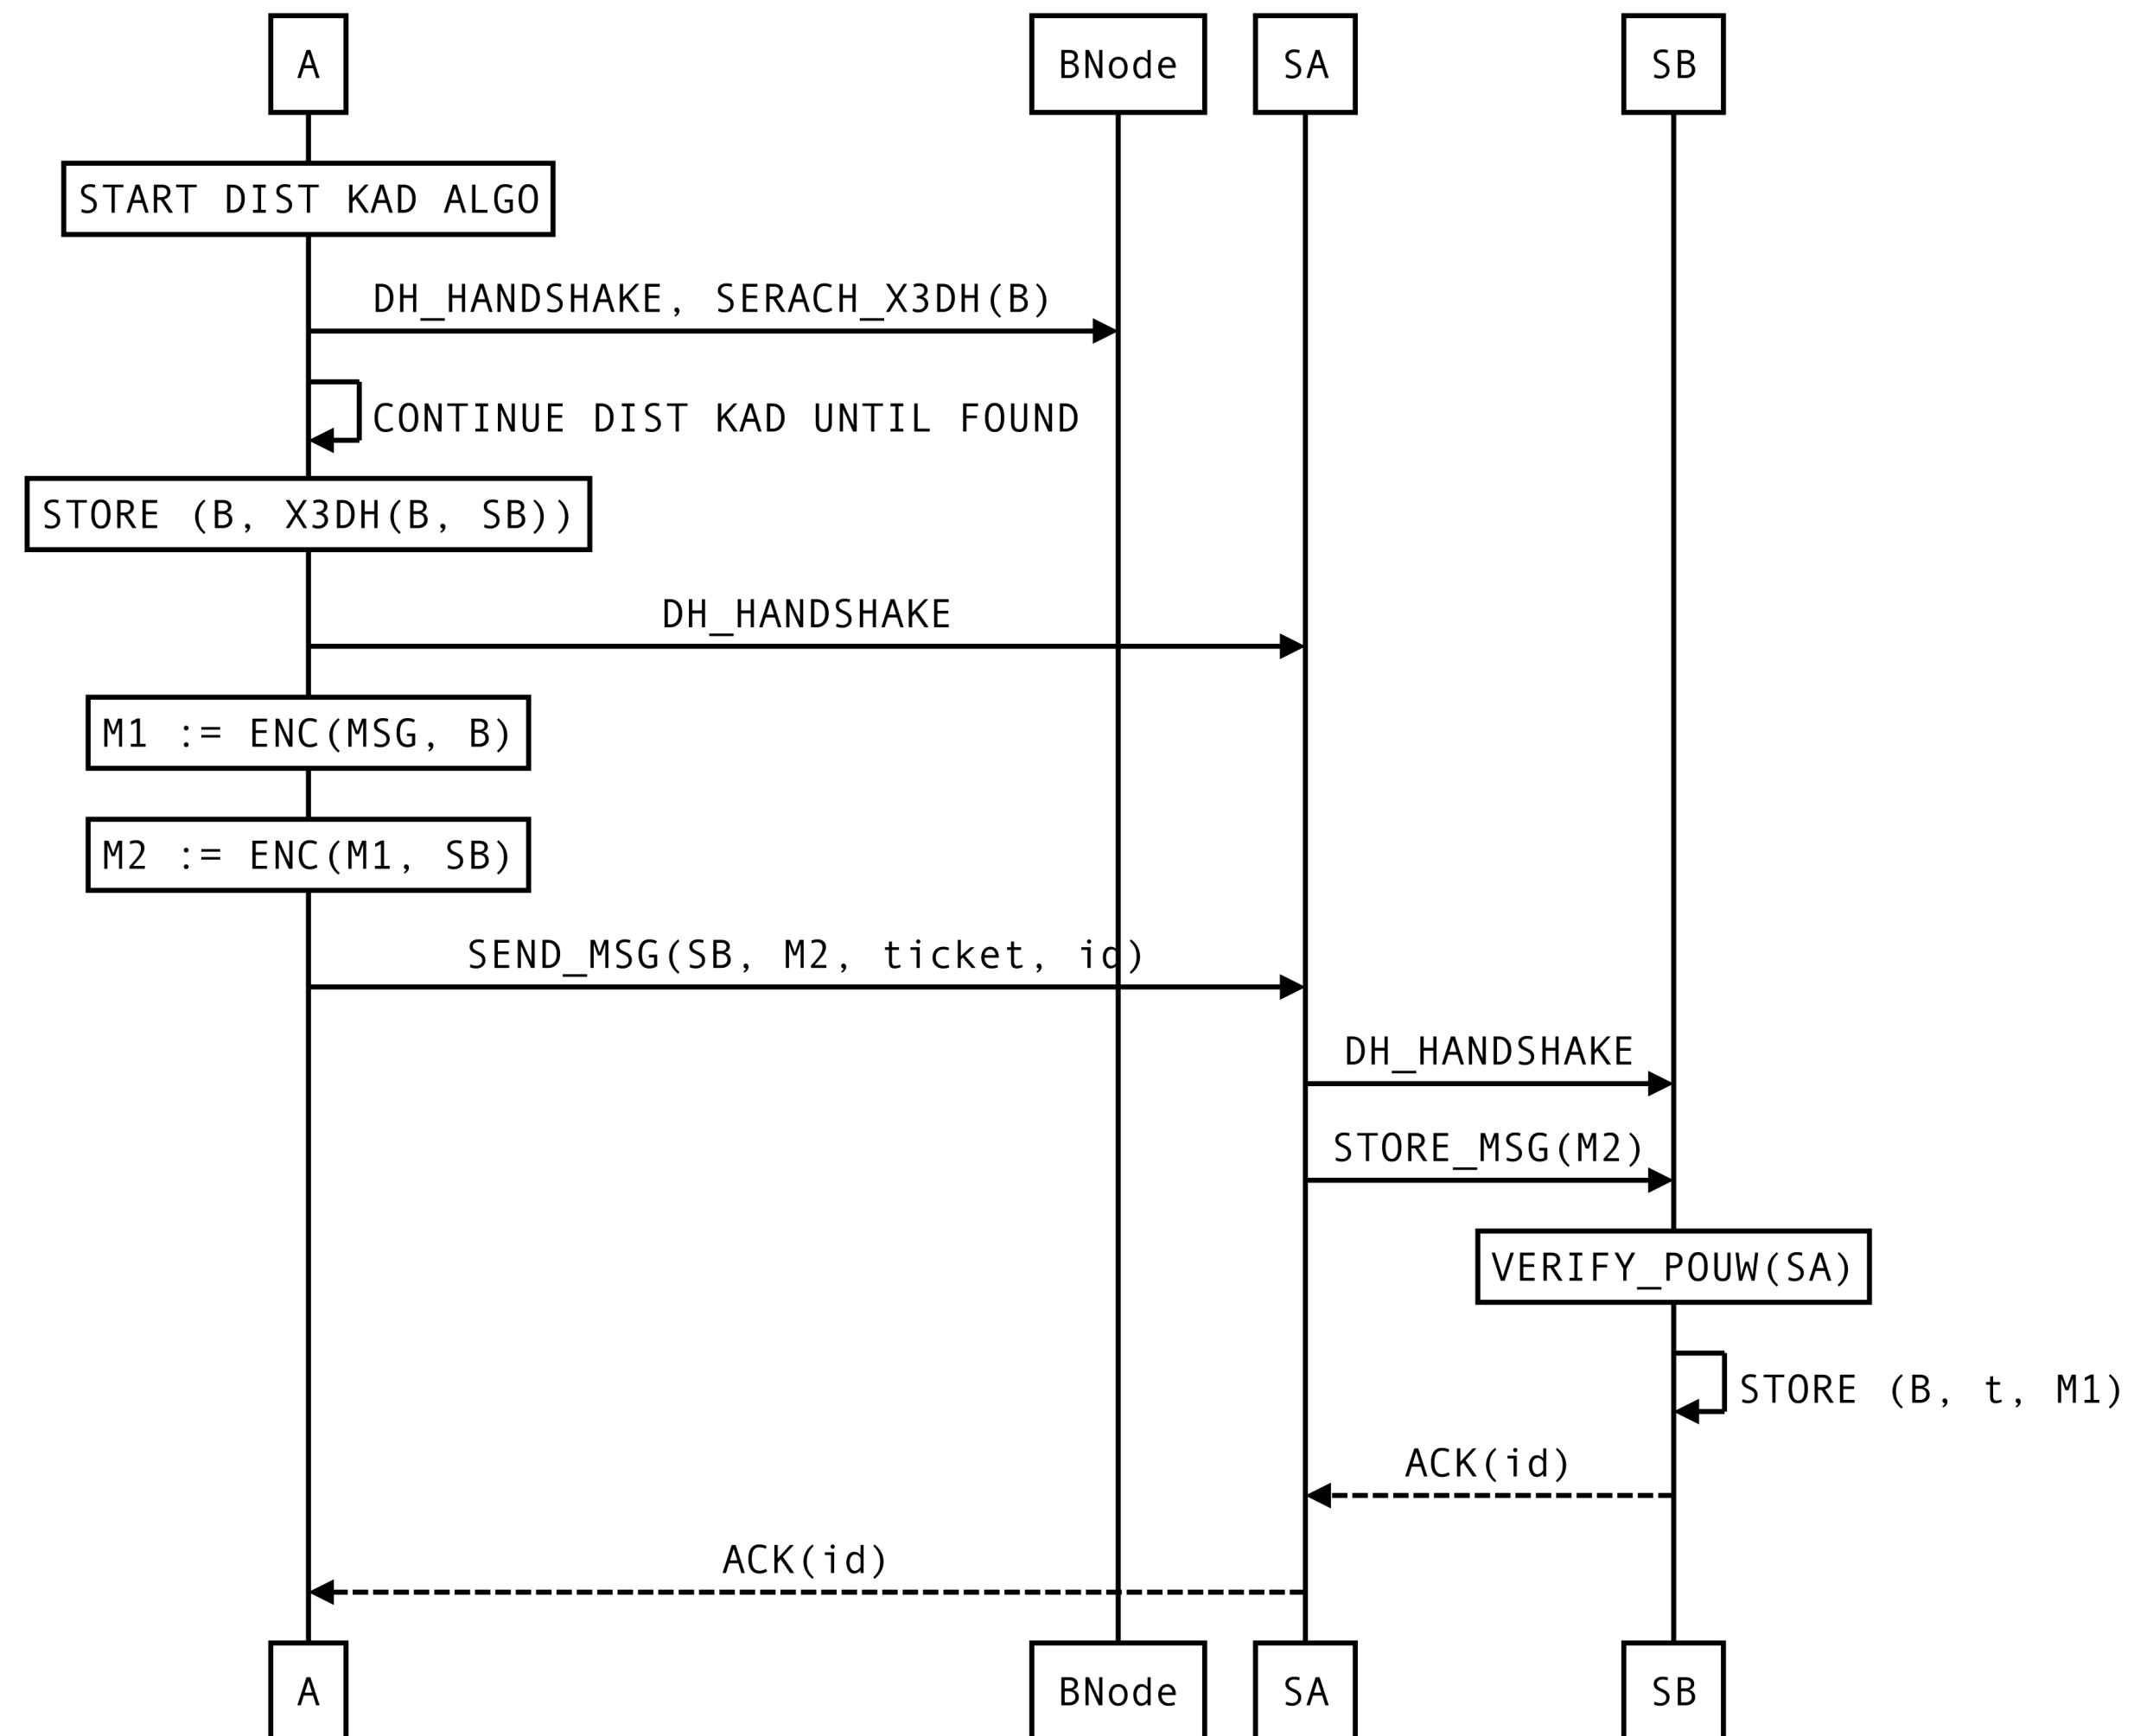 A BNode SA SB
START DIST KAD ALGO
DH_HANDSHAKE, SERACH_X3DH(B)
CONTINUE DIST KAD UNTIL FOUND
STORE (B, X3DH(B, SB))
DH_HANDSHAKE
M1 := ENC(MSG, B)
M2 := ENC(M1, SB)
SEND_MSG(SB, M2, ticket, id)
DH_HANDSHAKE
STORE_MSG(M2)
VERIFY_POUW(SA)
STORE (B, t, M1)
ACK(id)
ACK(id)
A BNode SA SB